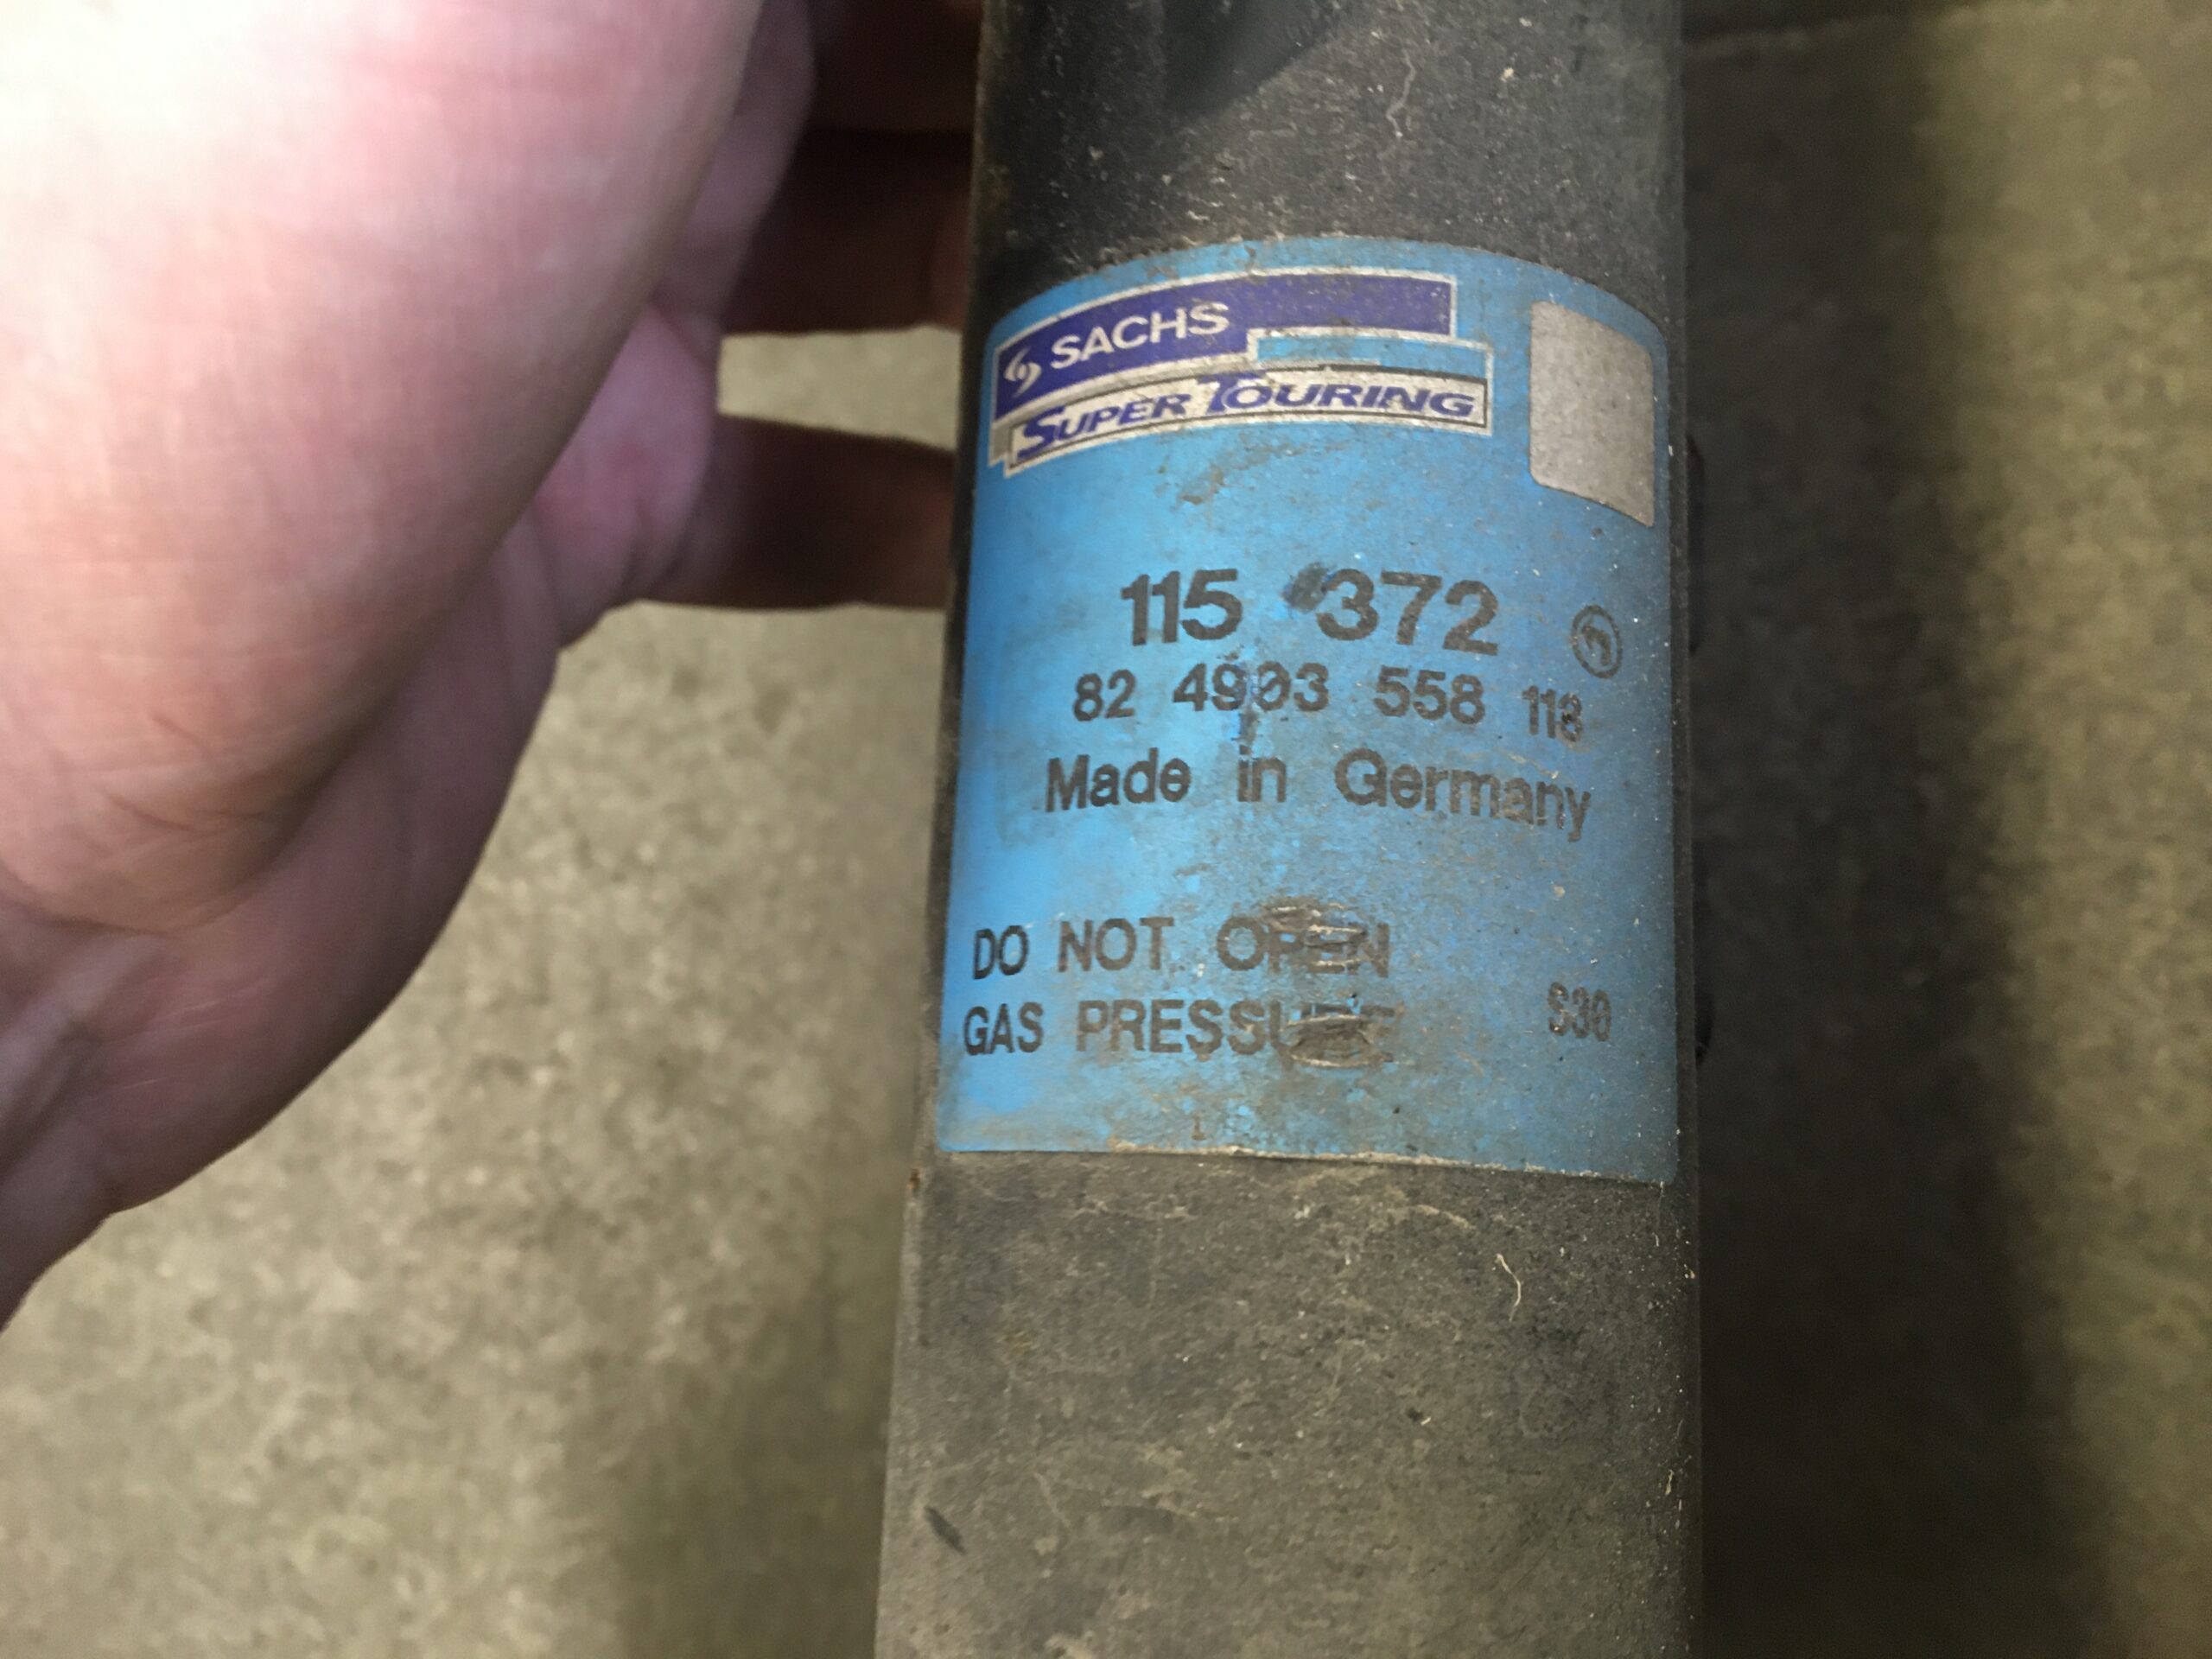 SACHS
SUPER TOURING
115 372
82 4903 558 118
Made in Germany
DO NOT OPEN
GAS PRESSURE
S30